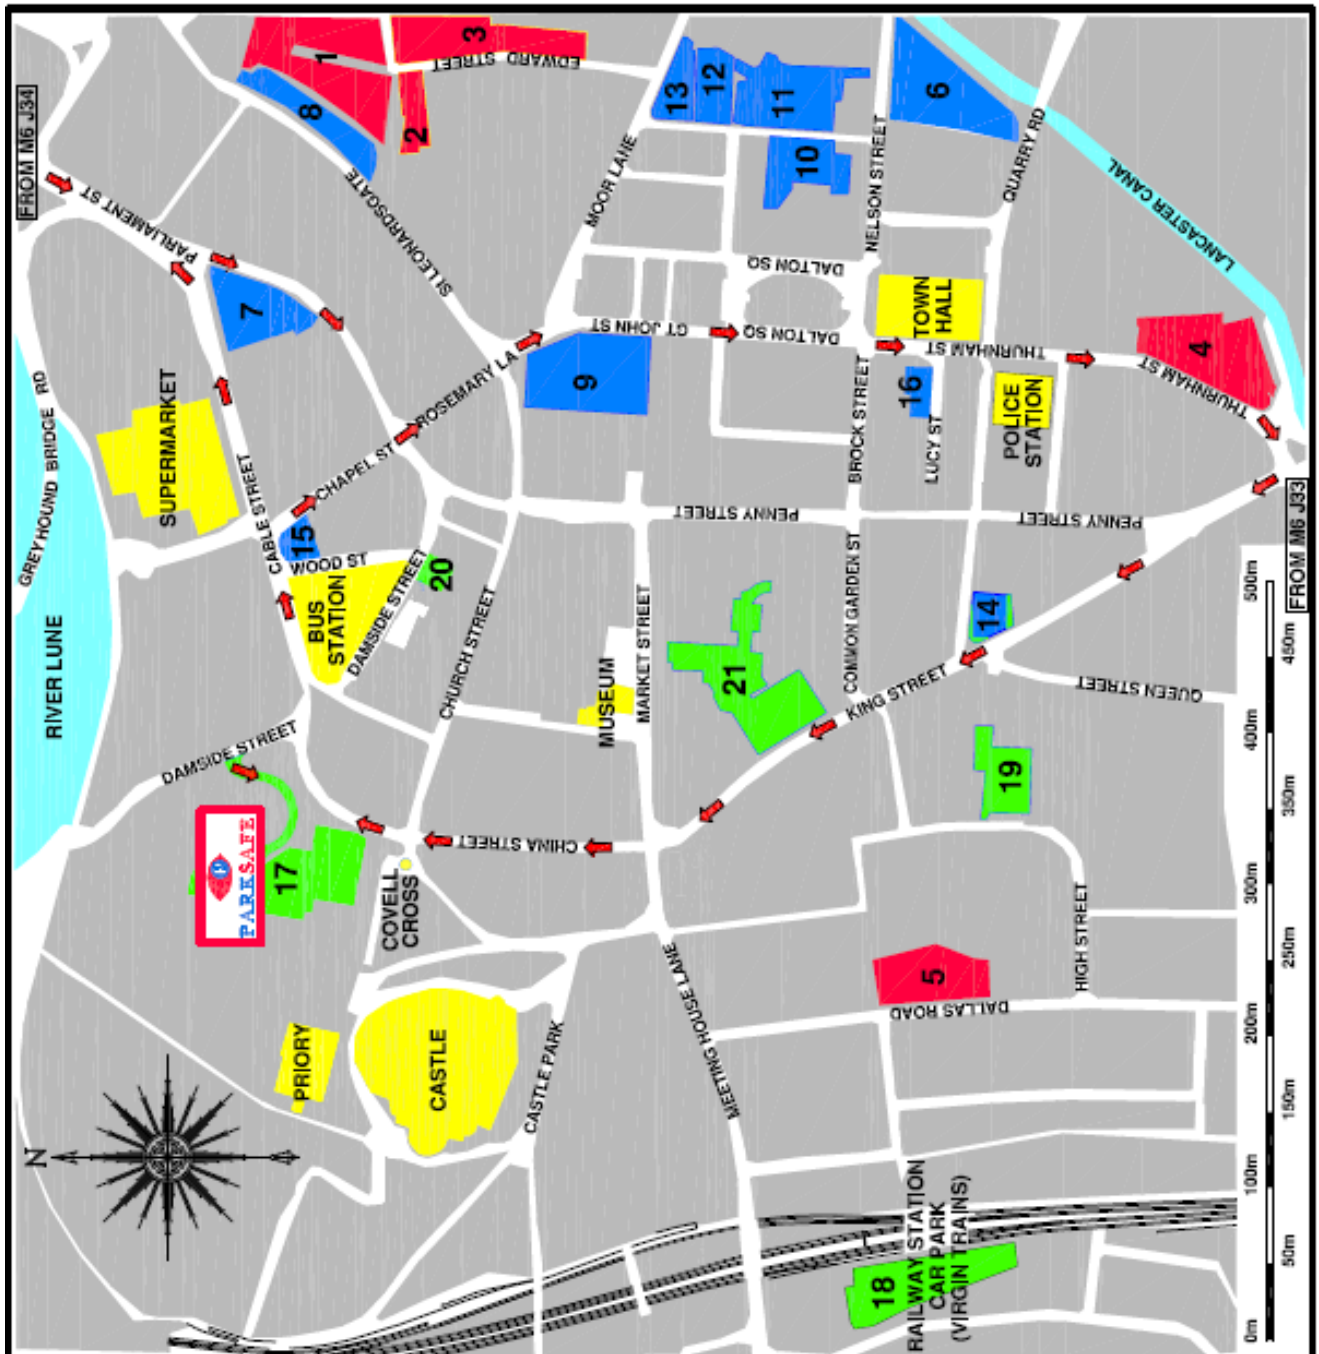 FROM M6 J34
PARLIAMENT ST
1
3
EDWARD STREET
2
8
13
12
11
10
6
QUARRY RD
LANCASTER CANAL
NELSON STREET
MOOR LANE
ST LEONARDSGATE
DALTON SQ
7
GT JOHN ST
DALTON SQ
TOWN
HALL
THURNHAM ST
THURNHAM ST
THURNHAM ST
4
ROSEMARY LA
9
BROCK STREET
16
LUCY ST
POLICE
STATION
GREYHOUND BRIDGE RD
SUPERMARKET
CABLE STREET
CHAPEL ST
15
WOOD ST
PENNY STREET
PENNY STREET
FROM M6 J33
RIVER LUNE
BUS
STATION
DAMSIDE STREET
20
CHURCH STREET
MUSEUM
MARKET STREET
21
COMMON GARDEN ST
14
KING STREET
QUEEN STREET
DAMSIDE STREET
PARKSAFE
17
COVELL
CROSS
CHINA STREET
19
HIGH STREET
5
DALLAS ROAD
MEETING HOUSE LANE
PRIORY
CASTLE
CASTLE PARK
N
18
RAILWAY STATION
CAR PARK
(VIRGIN TRAINS)
0m
50m
100m
150m
200m
250m
300m
350m
400m
450m
500m